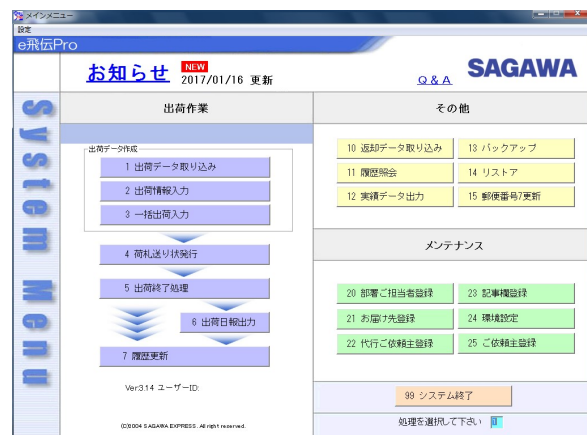 メインメニュー
設定
e飛伝Pro
お知らせ NEW 2017/01/16 更新
Q & A
SAGAWA
System Menu
出荷作業
出荷データ作成
1 出荷データ取り込み
2 出荷情報入力
3 一括出荷入力
4 荷札送り状発行
5 出荷終了処理
6 出荷日報出力
7 履歴更新
Ver.3.14 ユーザーID:
(C)2004 SAGAWA EXPRESS. All right reserved.
その他
10 返却データ取り込み
13 バックアップ
11 履歴照会
14 リストア
12 実績データ出力
15 郵便番号7更新
メンテナンス
20 部署ご担当者登録
23 記事欄登録
21 お届け先登録
24 環境設定
22 代行ご依頼主登録
25 ご依頼主登録
99 システム終了
処理を選択して下さい